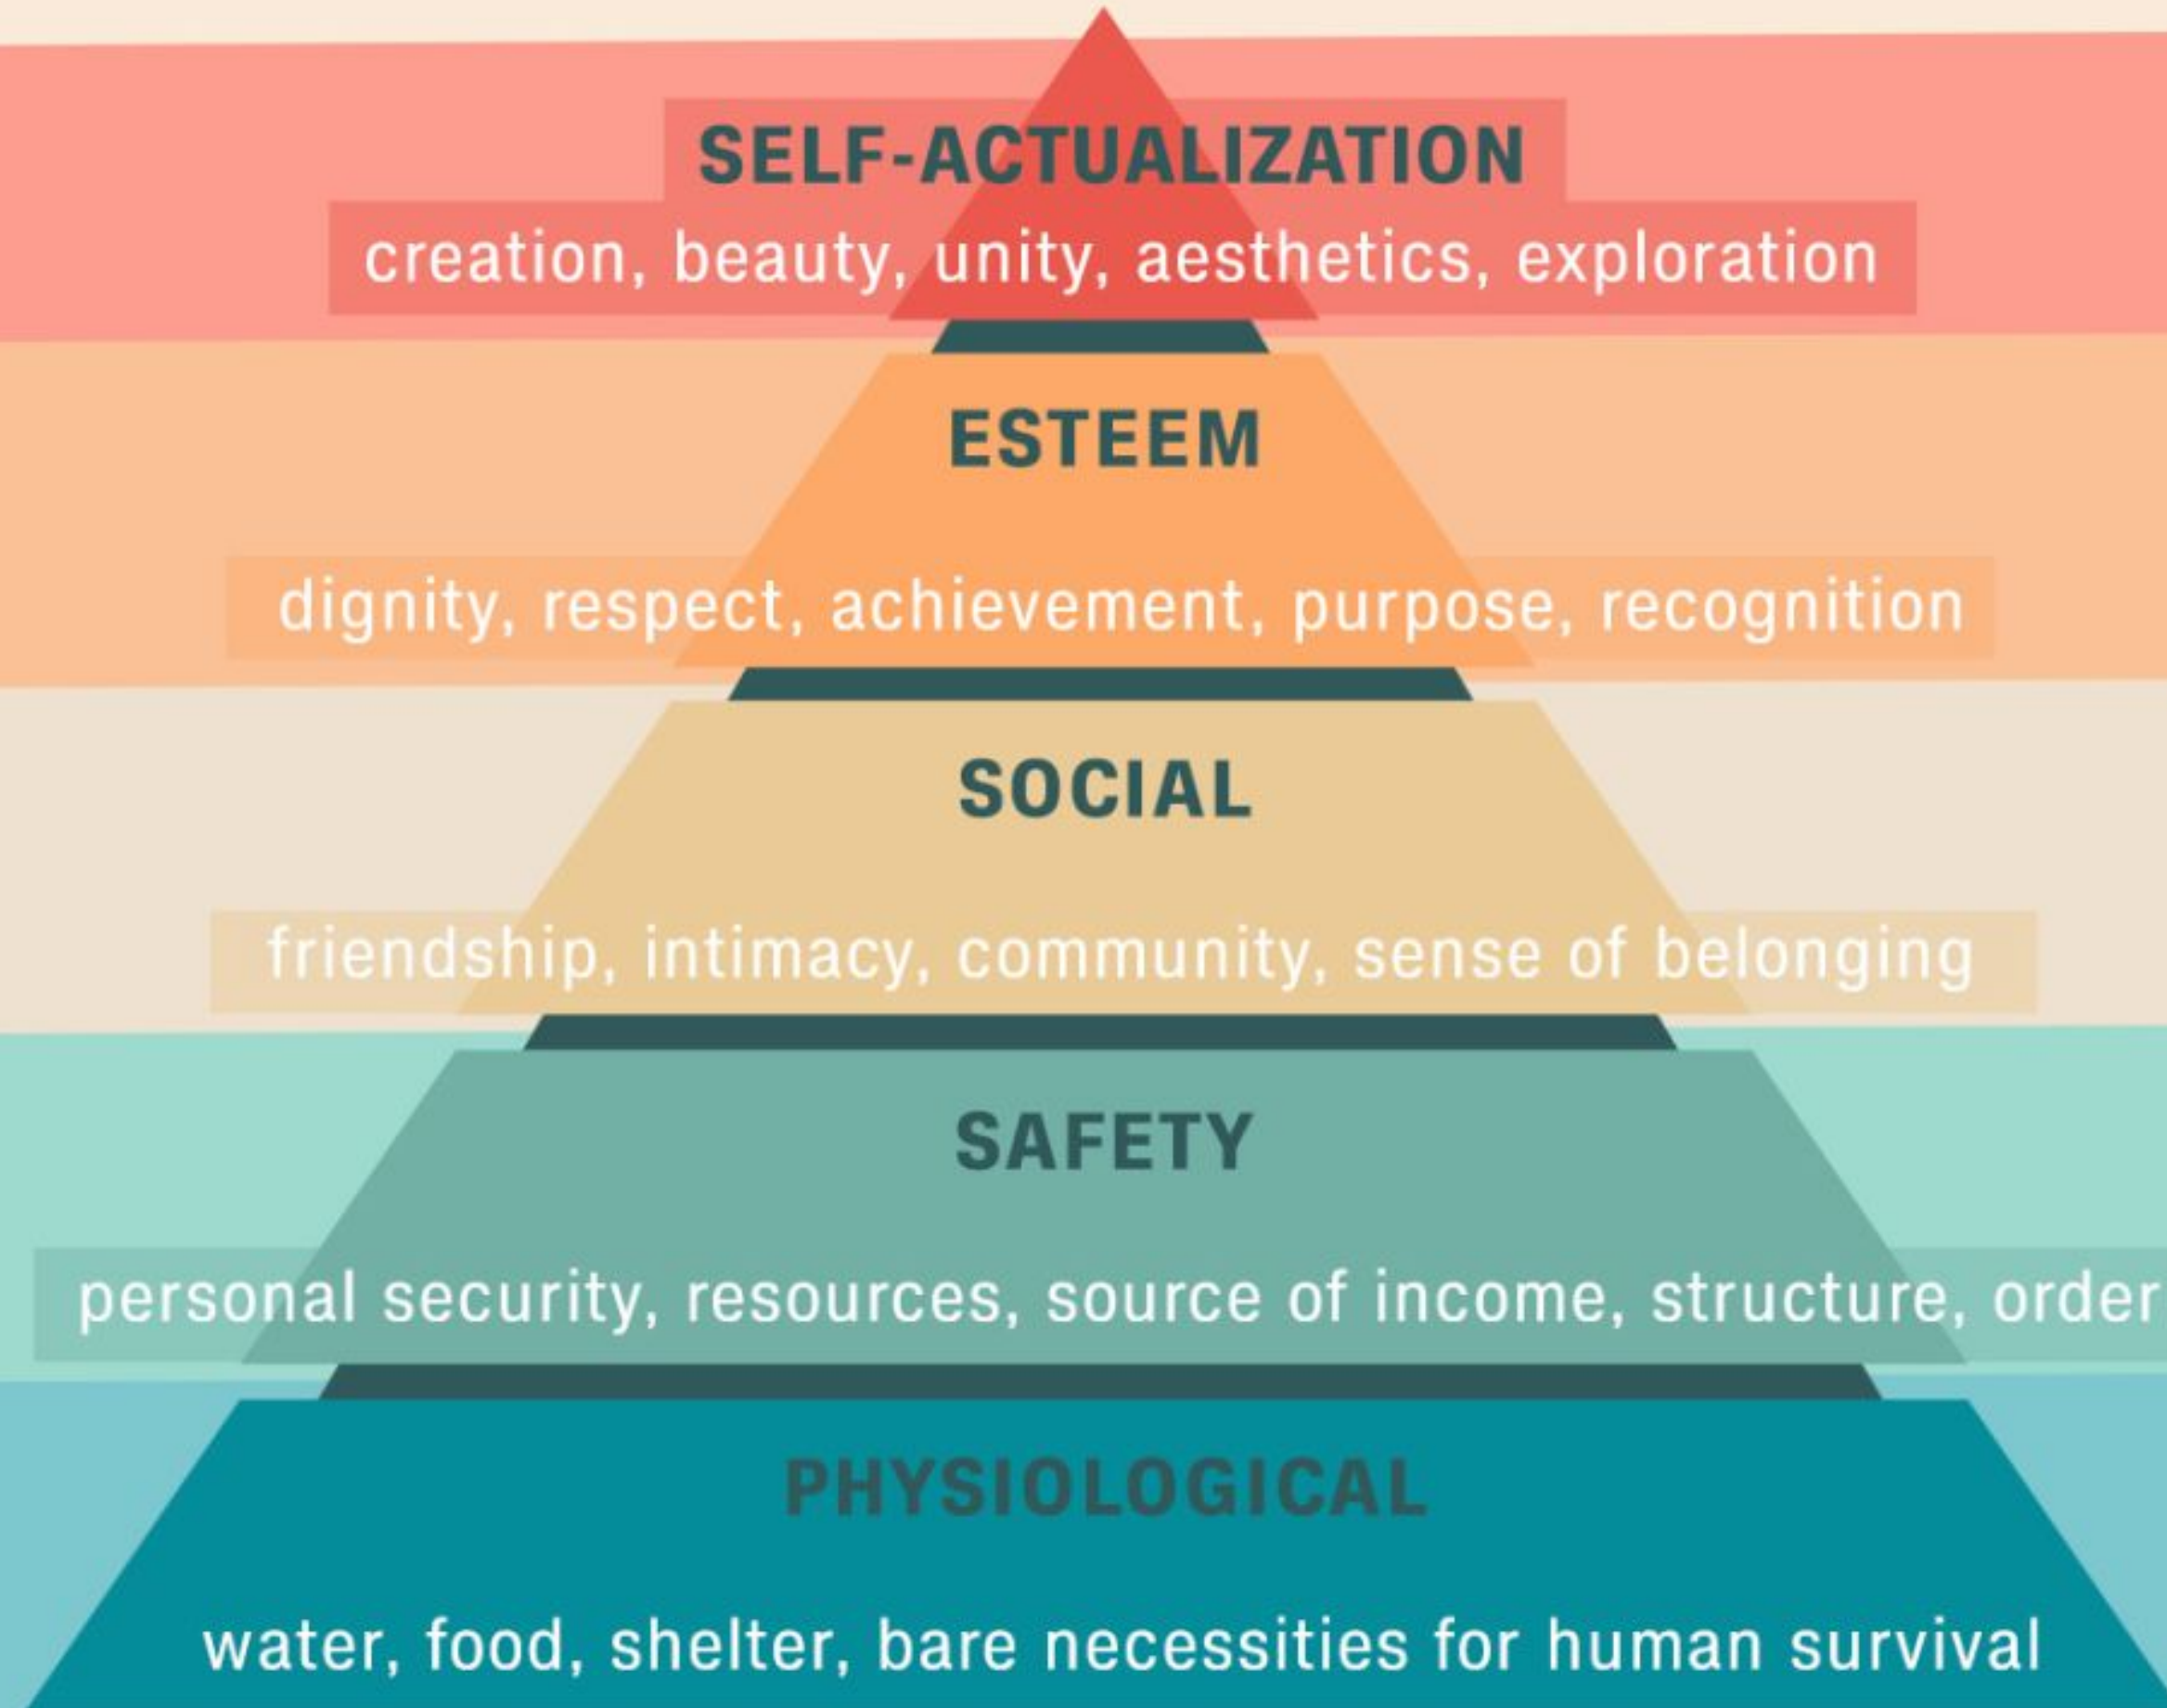 SELF-ACTUALIZATION
creation, beauty, unity, aesthetics, exploration
ESTEEM
dignity, respect, achievement, purpose, recognition
SOCIAL
friendship, intimacy, community, sense of belonging
SAFETY
personal security, resources, source of income, structure, order
PHYSIOLOGICAL
water, food, shelter, bare necessities for human survival